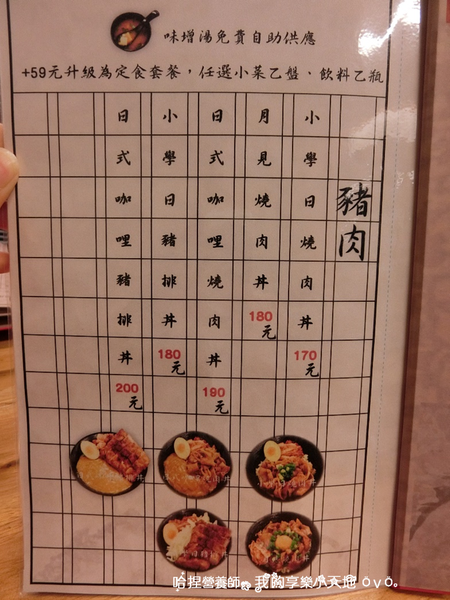 味增湯免費自助供應
+59元升級為定食套餐，任選小菜乙盤、飲料乙瓶
豬肉
小學日燒肉丼 170元
月見燒肉丼 180元
日式咖哩燒肉丼 190元
小學日豬排丼 180元
日式咖哩豬排丼 200元
哈捏營養師。我的享樂小天地 ovo。